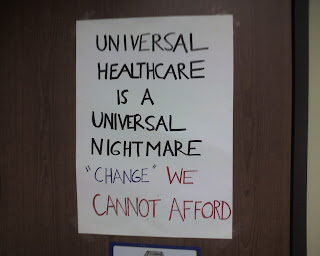 UNIVERSAL
HEALTHCARE
IS A
UNIVERSAL
NIGHTMARE
"CHANGE" WE
CANNOT AFFORD